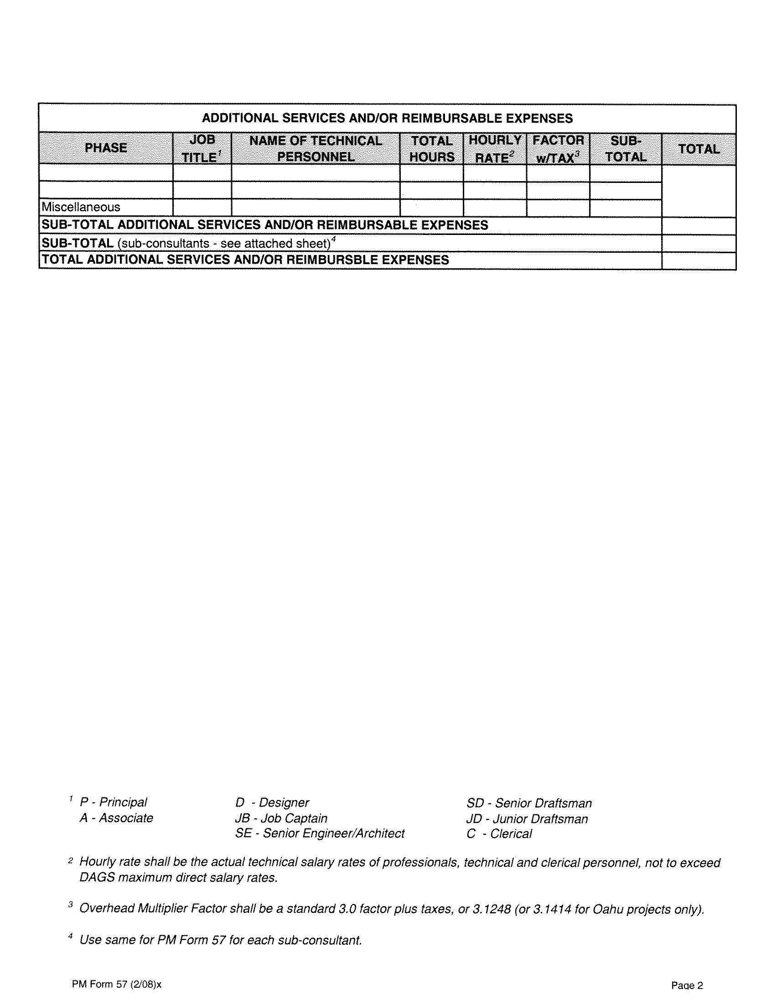 ADDITIONAL SERVICES AND/OR REIMBURSABLE EXPENSES
PHASE JOB TITLE¹ NAME OF TECHNICAL PERSONNEL TOTAL HOURS HOURLY RATE² FACTOR w/TAX³ SUB-TOTAL TOTAL
Miscellaneous
SUB-TOTAL ADDITIONAL SERVICES AND/OR REIMBURSABLE EXPENSES
SUB-TOTAL (sub-consultants - see attached sheet)⁴
TOTAL ADDITIONAL SERVICES AND/OR REIMBURSBLE EXPENSES
¹ P - Principal D - Designer SD - Senior Draftsman
A - Associate JB - Job Captain JD - Junior Draftsman
SE - Senior Engineer/Architect C - Clerical
² Hourly rate shall be the actual technical salary rates of professionals, technical and clerical personnel, not to exceed
DAGS maximum direct salary rates.
³ Overhead Multiplier Factor shall be a standard 3.0 factor plus taxes, or 3.1248 (or 3.1414 for Oahu projects only).
⁴ Use same for PM Form 57 for each sub-consultant.
PM Form 57 (2/08)x Page 2